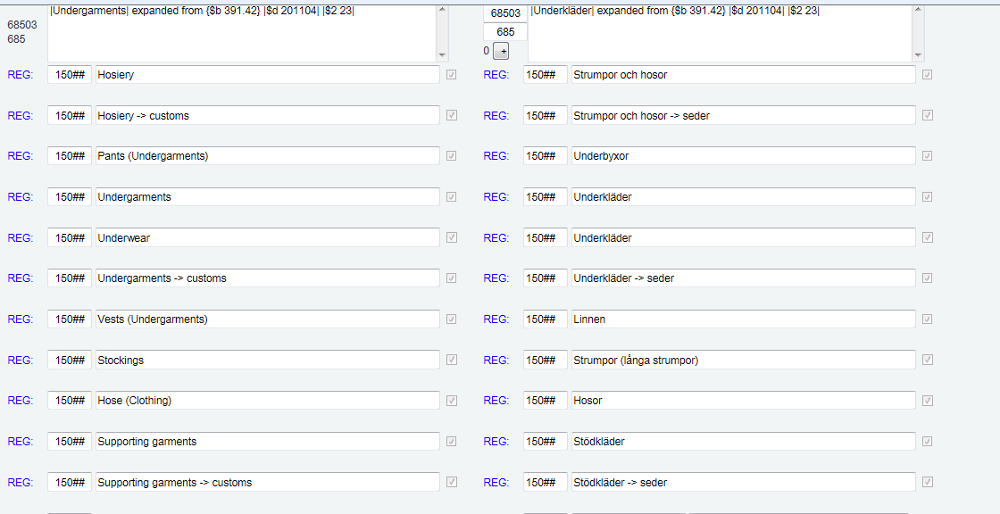 |Undergarments| expanded from {$b 391.42} |$d 201104| |$2 23|
68503
685
|Underkläder| expanded from {$b 391.42} |$d 201104| |$2 23|
68503
685
0 +
REG: 150## Hosiery
REG: 150## Strumpor och hosor
REG: 150## Hosiery -> customs
REG: 150## Strumpor och hosor -> seder
REG: 150## Pants (Undergarments)
REG: 150## Underbyxor
REG: 150## Undergarments
REG: 150## Underkläder
REG: 150## Underwear
REG: 150## Underkläder
REG: 150## Undergarments -> customs
REG: 150## Underkläder -> seder
REG: 150## Vests (Undergarments)
REG: 150## Linnen
REG: 150## Stockings
REG: 150## Strumpor (långa strumpor)
REG: 150## Hose (Clothing)
REG: 150## Hosor
REG: 150## Supporting garments
REG: 150## Stödkläder
REG: 150## Supporting garments -> customs
REG: 150## Stödkläder -> seder